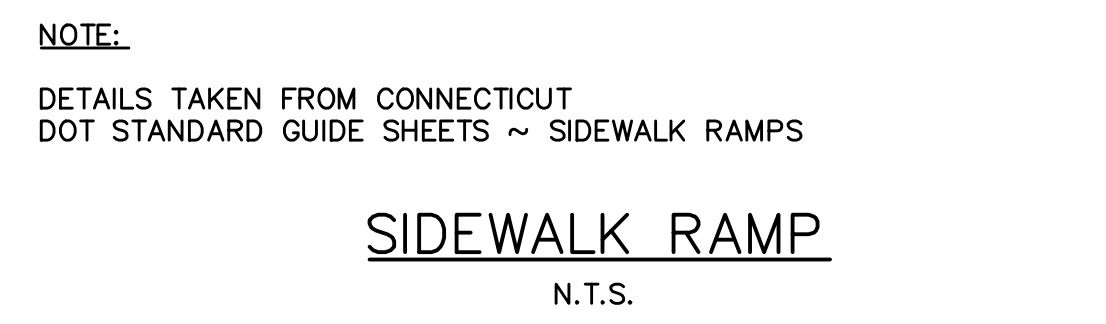 NOTE:
DETAILS TAKEN FROM CONNECTICUT
DOT STANDARD GUIDE SHEETS ~ SIDEWALK RAMPS
SIDEWALK RAMP
N.T.S.